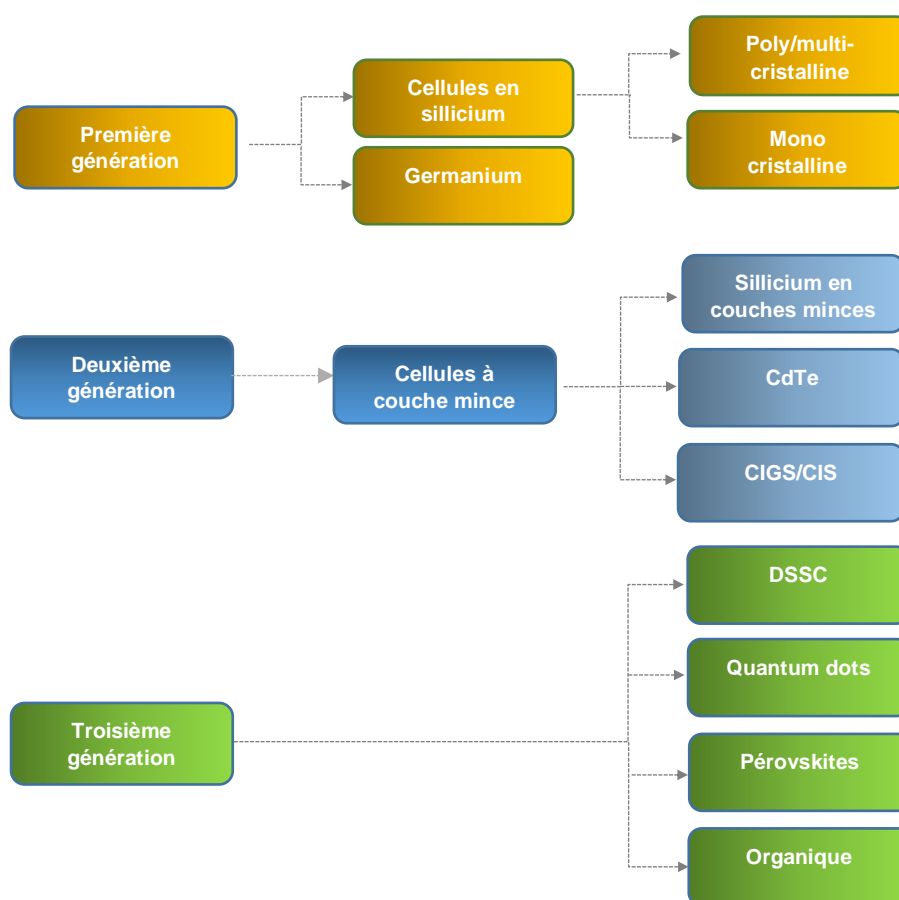 Poly/multi-
cristalline
Cellules en
sillicium
Première
génération
Mono
cristalline
Germanium
Sillicium en
couches minces
Deuxième
génération
Cellules à
couche mince
CdTe
CIGS/CIS
DSSC
Quantum dots
Troisième
génération
Pérovskites
Organique